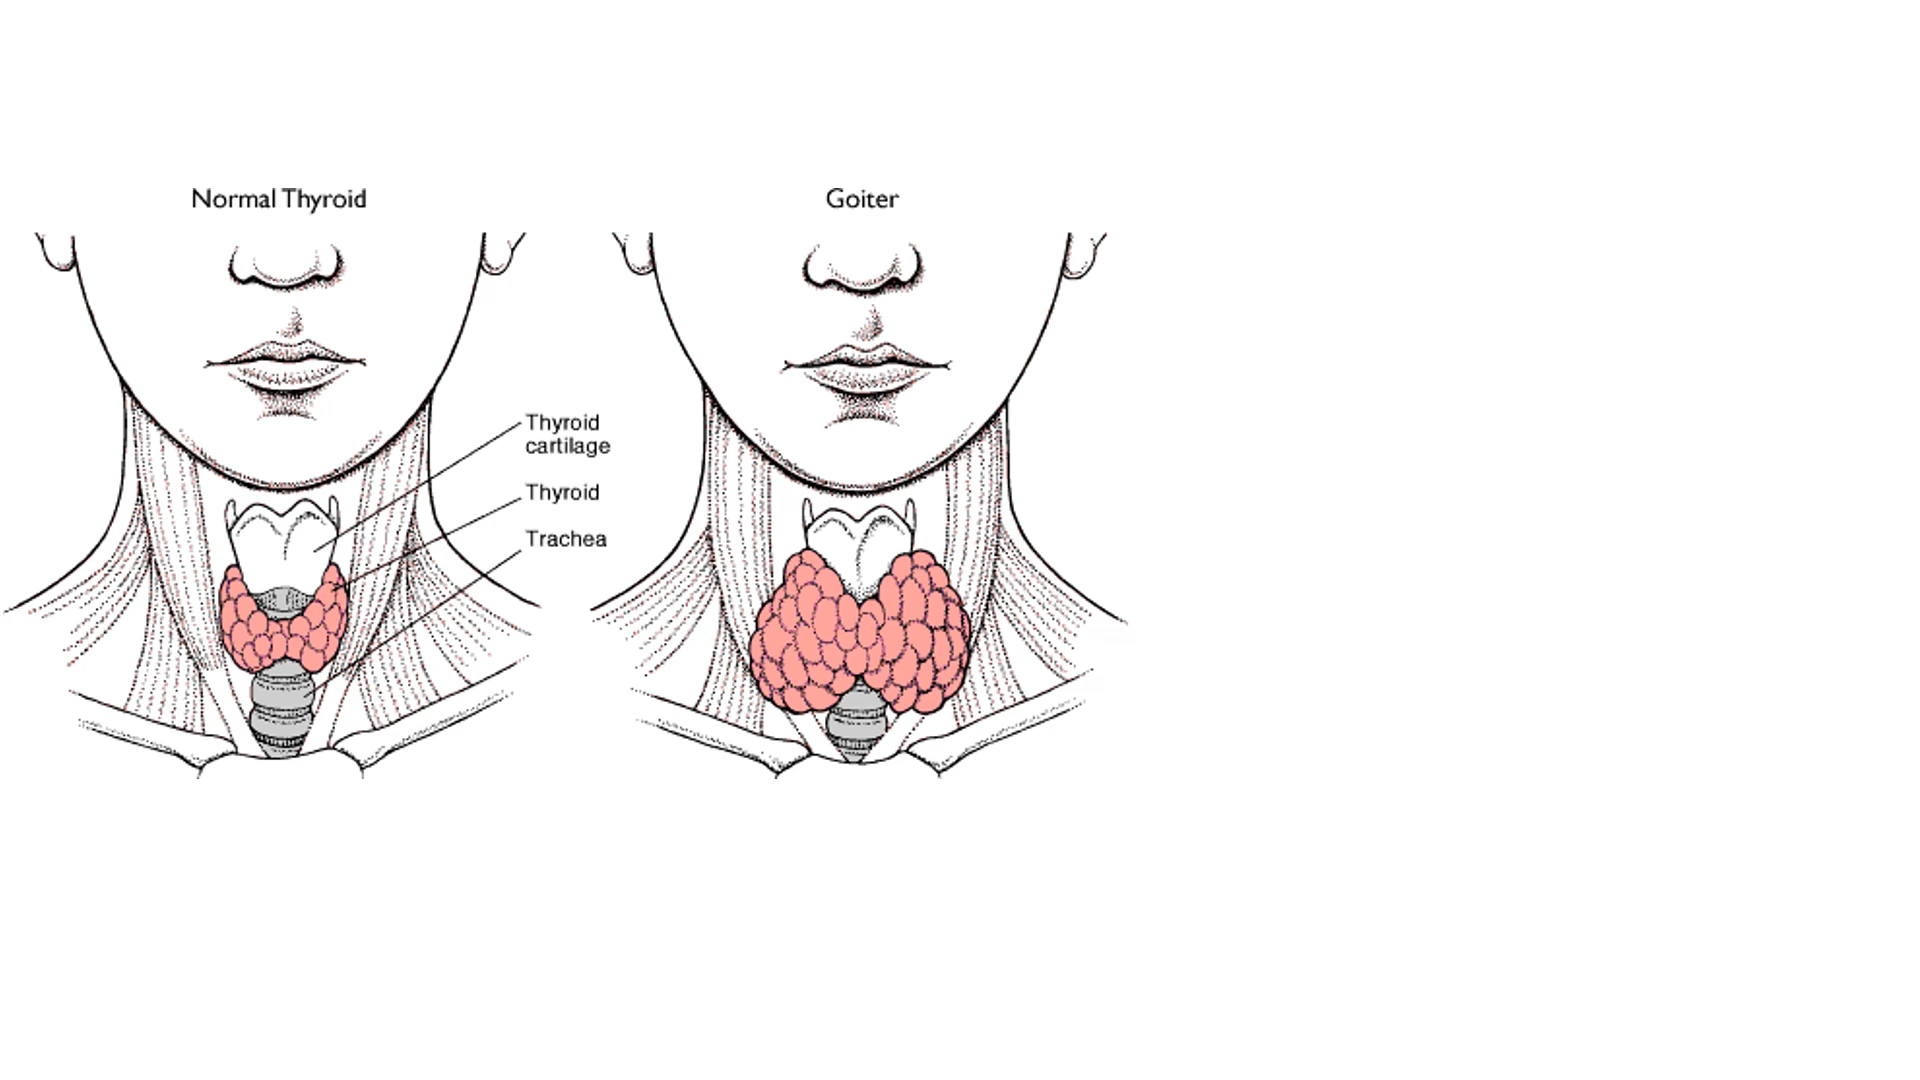 Normal Thyroid
Goiter
Thyroid
cartilage
Thyroid
Trachea